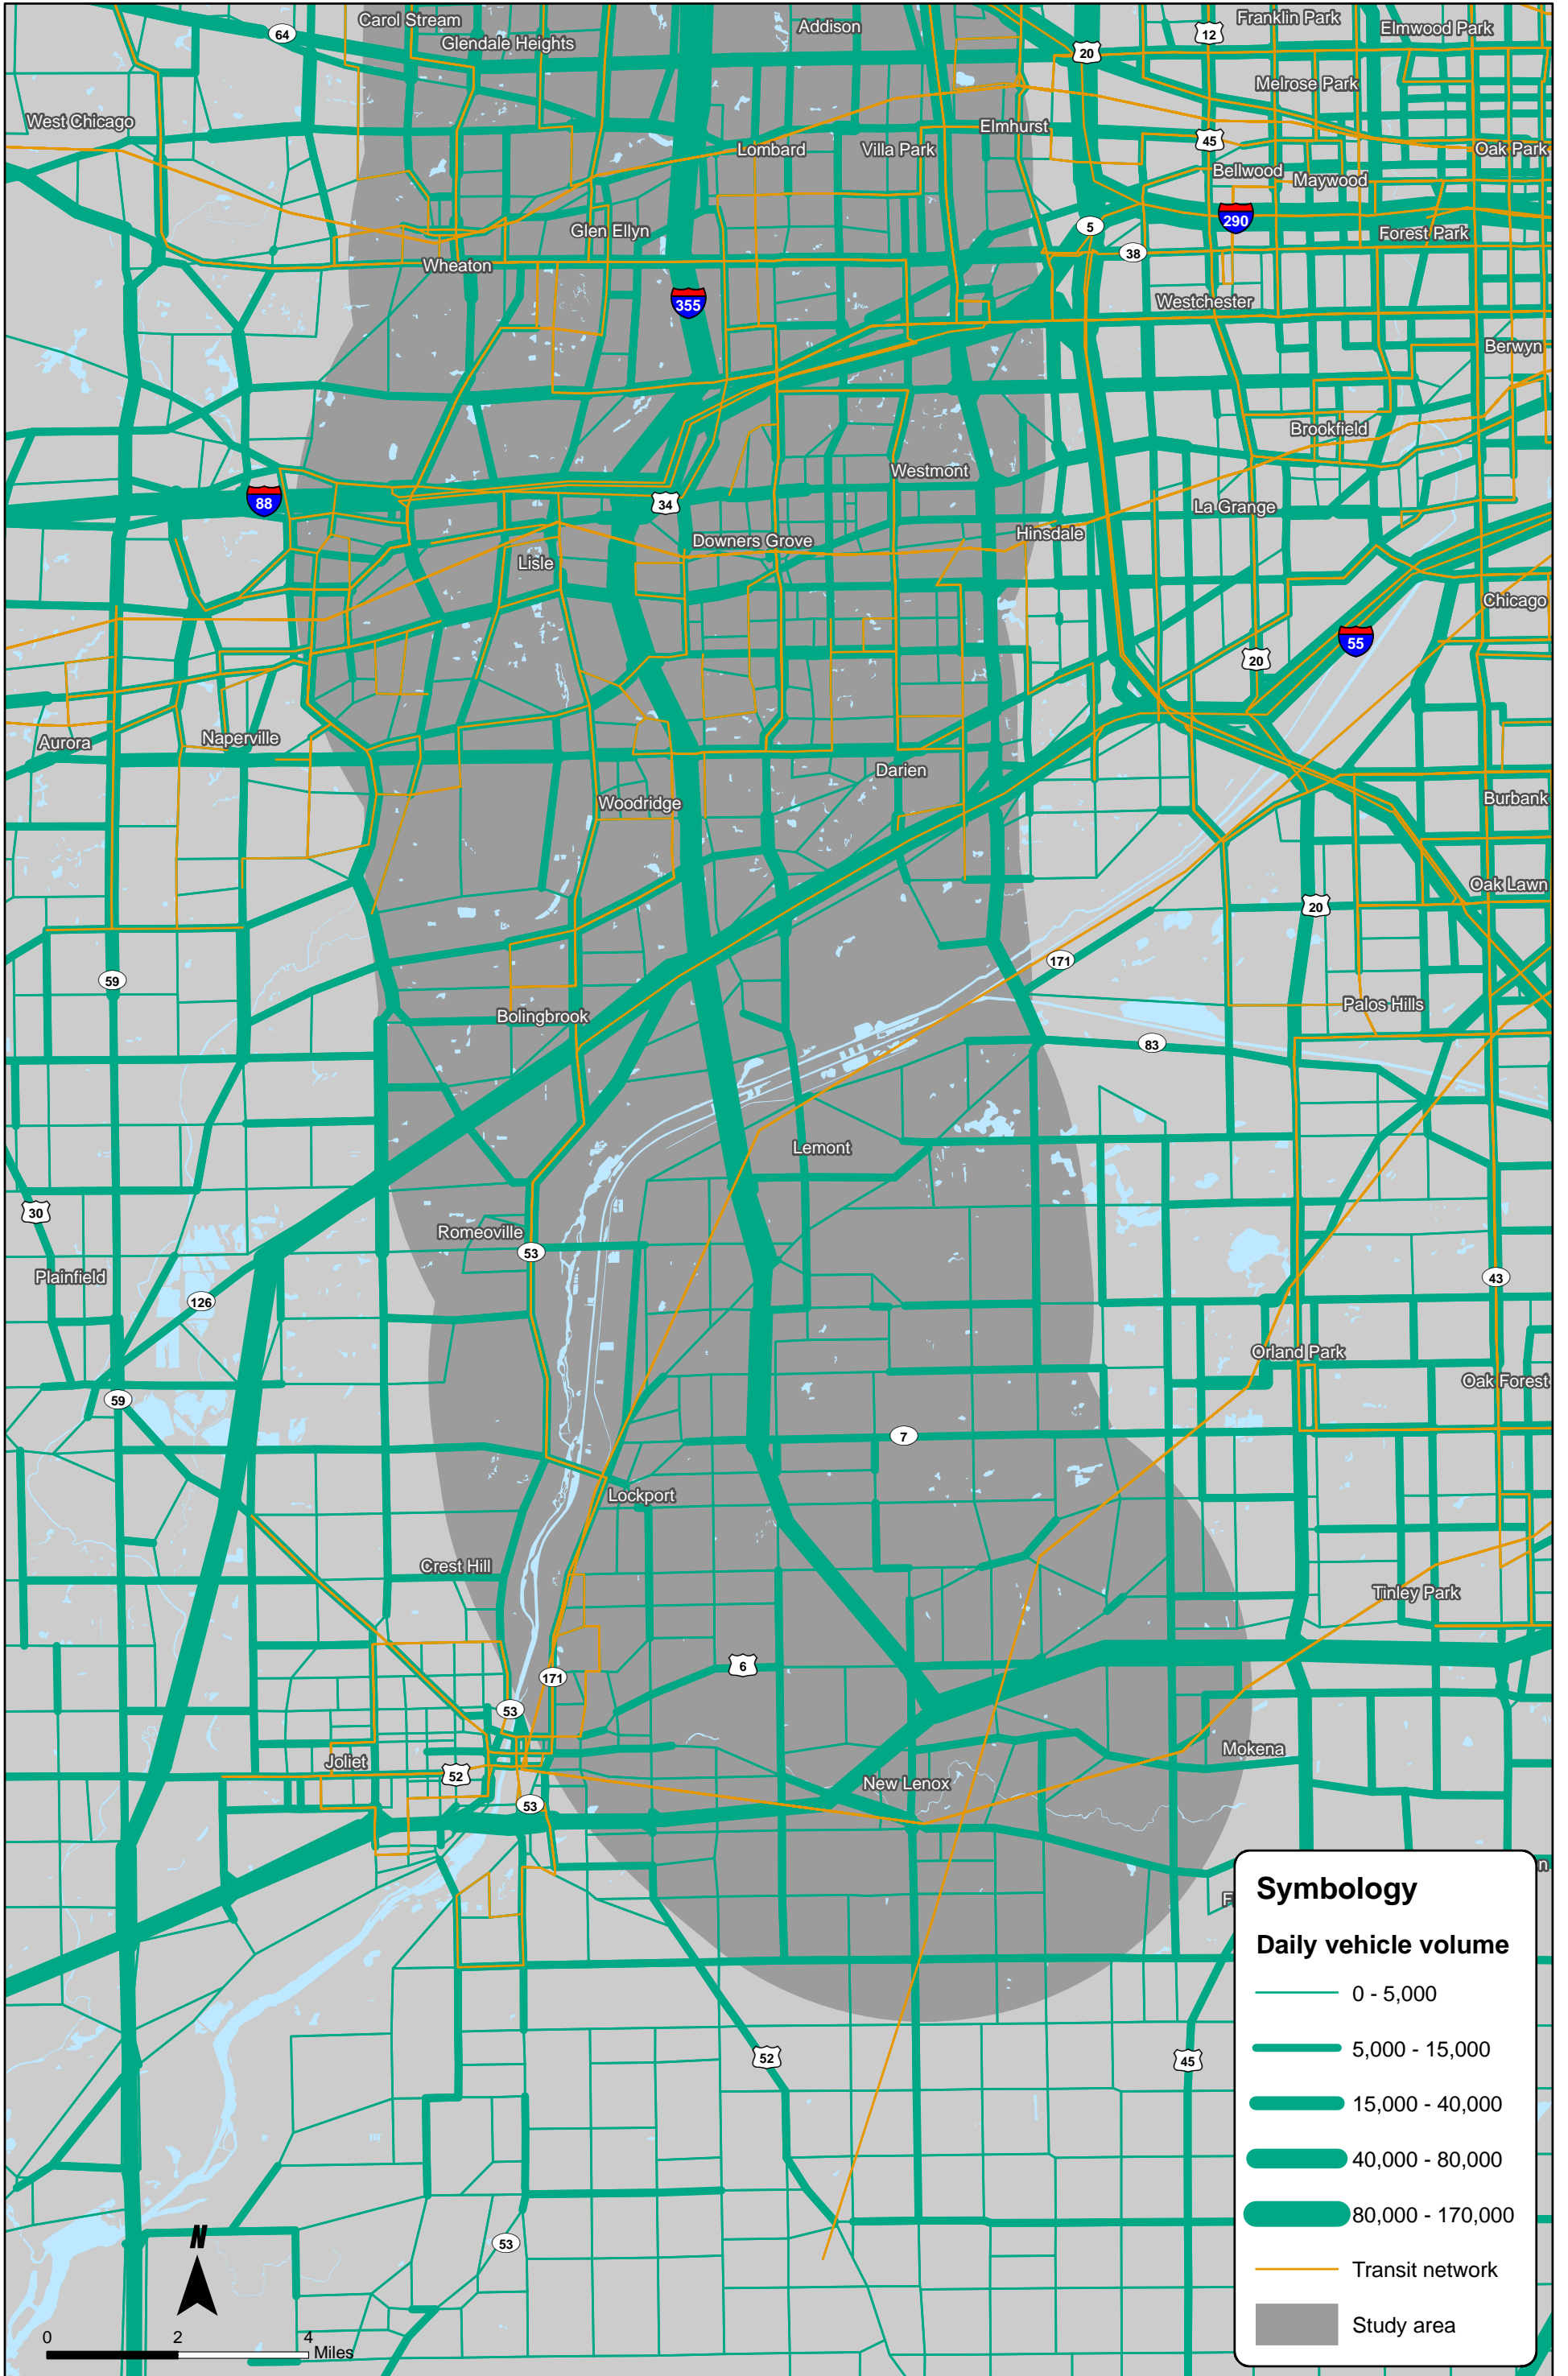 Carol Stream
64
Glendale Heights
Addison
20
12
Franklin Park
Elmwood Park
Melrose Park
West Chicago
Lombard
Villa Park
Elmhurst
45
Oak Park
Bellwood
Maywood
290
5
38
Forest Park
Glen Ellyn
Wheaton
355
Westchester
Berwyn
Brookfield
Westmont
88
34
La Grange
Hinsdale
Downers Grove
Lisle
Chicago
55
20
Aurora
Naperville
Darien
Woodridge
Burbank
Oak Lawn
20
59
171
Palos Hills
Bolingbrook
83
Lemont
30
Romeoville
53
Plainfield
126
43
Orland Park
Oak Forest
59
7
Lockport
Crest Hill
Tinley Park
6
171
53
Mokena
Joliet
52
New Lenox
53
52
45
53
N
0 2 4
Miles
Symbology
Daily vehicle volume
0 - 5,000
5,000 - 15,000
15,000 - 40,000
40,000 - 80,000
80,000 - 170,000
Transit network
Study area